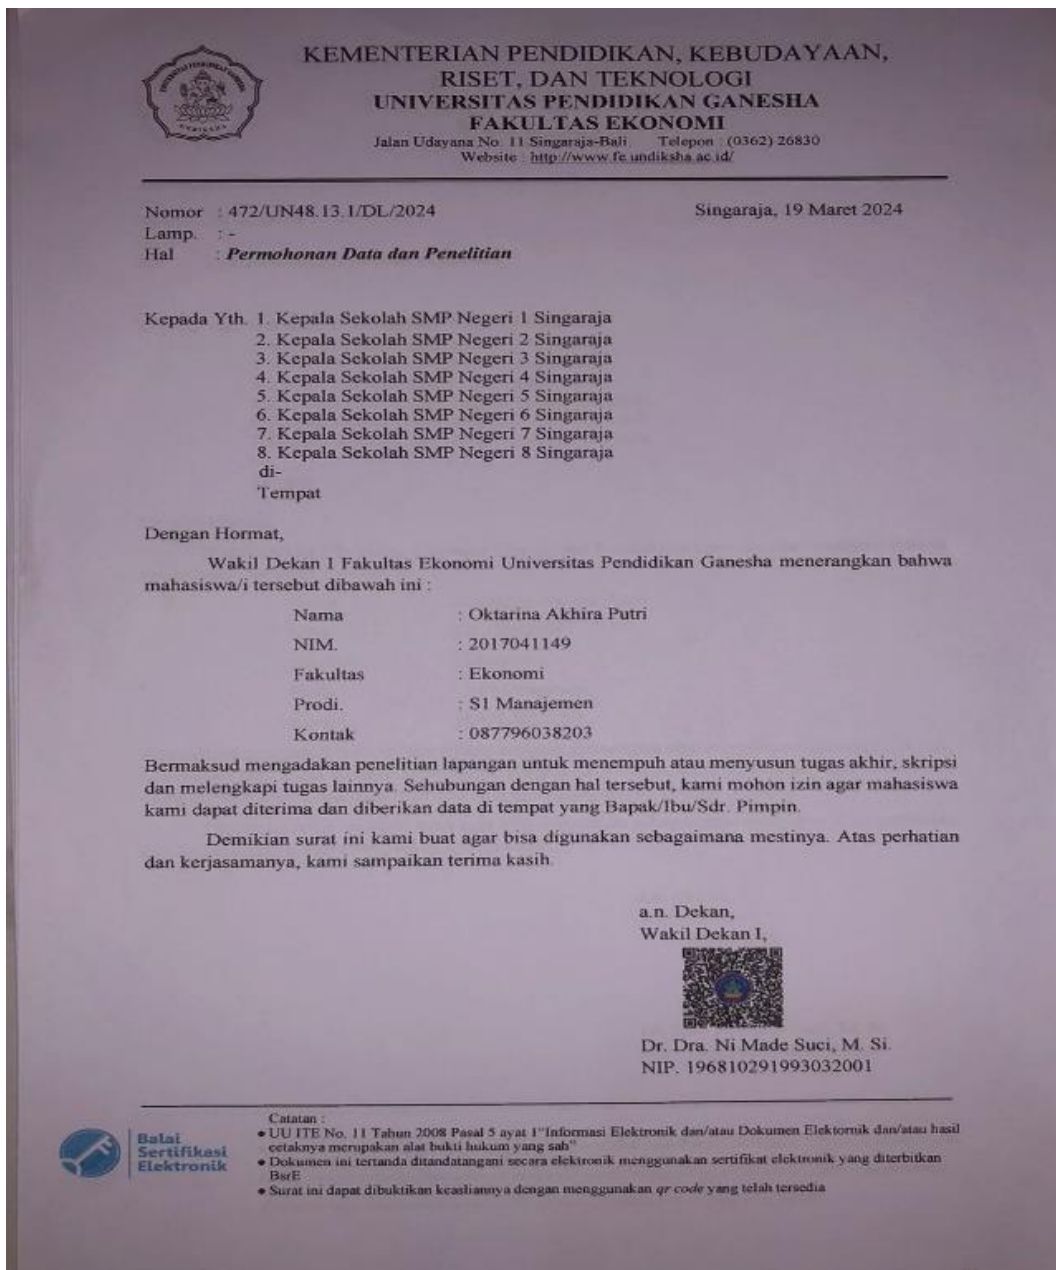 KEMENTERIAN PENDIDIKAN, KEBUDAYAAN,
RISET, DAN TEKNOLOGI
UNIVERSITAS PENDIDIKAN GANESHA
FAKULTAS EKONOMI
Jalan Udayana No. 11 Singaraja-Bali Telepon : (0362) 26830
Website : http://www.fe.undiksha.ac.id/
Nomor : 472/UN48.13.1/DL/2024 Singaraja, 19 Maret 2024
Lamp. : -
Hal : Permohonan Data dan Penelitian
Kepada Yth. 1. Kepala Sekolah SMP Negeri 1 Singaraja
2. Kepala Sekolah SMP Negeri 2 Singaraja
3. Kepala Sekolah SMP Negeri 3 Singaraja
4. Kepala Sekolah SMP Negeri 4 Singaraja
5. Kepala Sekolah SMP Negeri 5 Singaraja
6. Kepala Sekolah SMP Negeri 6 Singaraja
7. Kepala Sekolah SMP Negeri 7 Singaraja
8. Kepala Sekolah SMP Negeri 8 Singaraja
di-
Tempat
Dengan Hormat,
Wakil Dekan I Fakultas Ekonomi Universitas Pendidikan Ganesha menerangkan bahwa
mahasiswa/i tersebut dibawah ini :
Nama : Oktarina Akhira Putri
NIM. : 2017041149
Fakultas : Ekonomi
Prodi. : S1 Manajemen
Kontak : 087796038203
Bermaksud mengadakan penelitian lapangan untuk menempuh atau menyusun tugas akhir, skripsi
dan melengkapi tugas lainnya. Sehubungan dengan hal tersebut, kami mohon izin agar mahasiswa
kami dapat diterima dan diberikan data di tempat yang Bapak/Ibu/Sdr. Pimpin.
Demikian surat ini kami buat agar bisa digunakan sebagaimana mestinya. Atas perhatian
dan kerjasamanya, kami sampaikan terima kasih.
a.n. Dekan,
Wakil Dekan I,
Dr. Dra. Ni Made Suci, M. Si.
NIP. 196810291993032001
Balai
Sertifikasi
Elektronik
Catatan :
• UU ITE No. 11 Tahun 2008 Pasal 5 ayat 1 "Informasi Elektronik dan/atau Dokumen Elektornik dan/atau hasil
cetaknya merupakan alat bukti hukum yang sah"
• Dokumen ini tertanda ditandatangani secara elektronik menggunakan sertifikat elektronik yang diterbitkan
BsrE
• Surat ini dapat dibuktikan keasliannya dengan menggunakan qr code yang telah tersedia